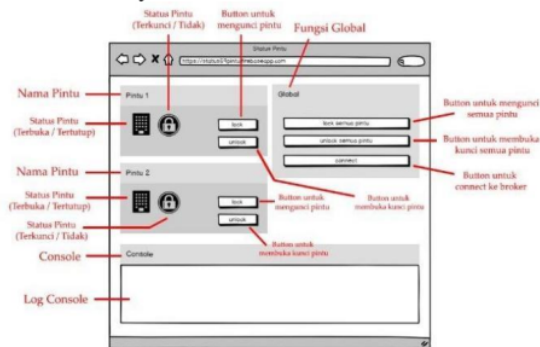 Status Pintu
(Terkunci / Tidak)
Button untuk
mengunci pintu
Fungsi Global
Status Pintu
Nama Pintu
Pintu 1
Global
Status Pintu
(Terbuka / Tertutup)
lock
unlock
lock semua pintu
unlock semua pintu
connect
Button untuk mengunci
semua pintu
Button untuk membuka
kunci semua pintu
Button untuk
connect ke broker
Nama Pintu
Pintu 2
Status Pintu
(Terbuka / Tertutup)
Status Pintu
(Terkunci / Tidak)
lock
unlock
Button untuk
mengunci pintu
Button untuk
membuka kunci pintu
Button untuk
membuka kunci pintu
Console
Console
Log Console